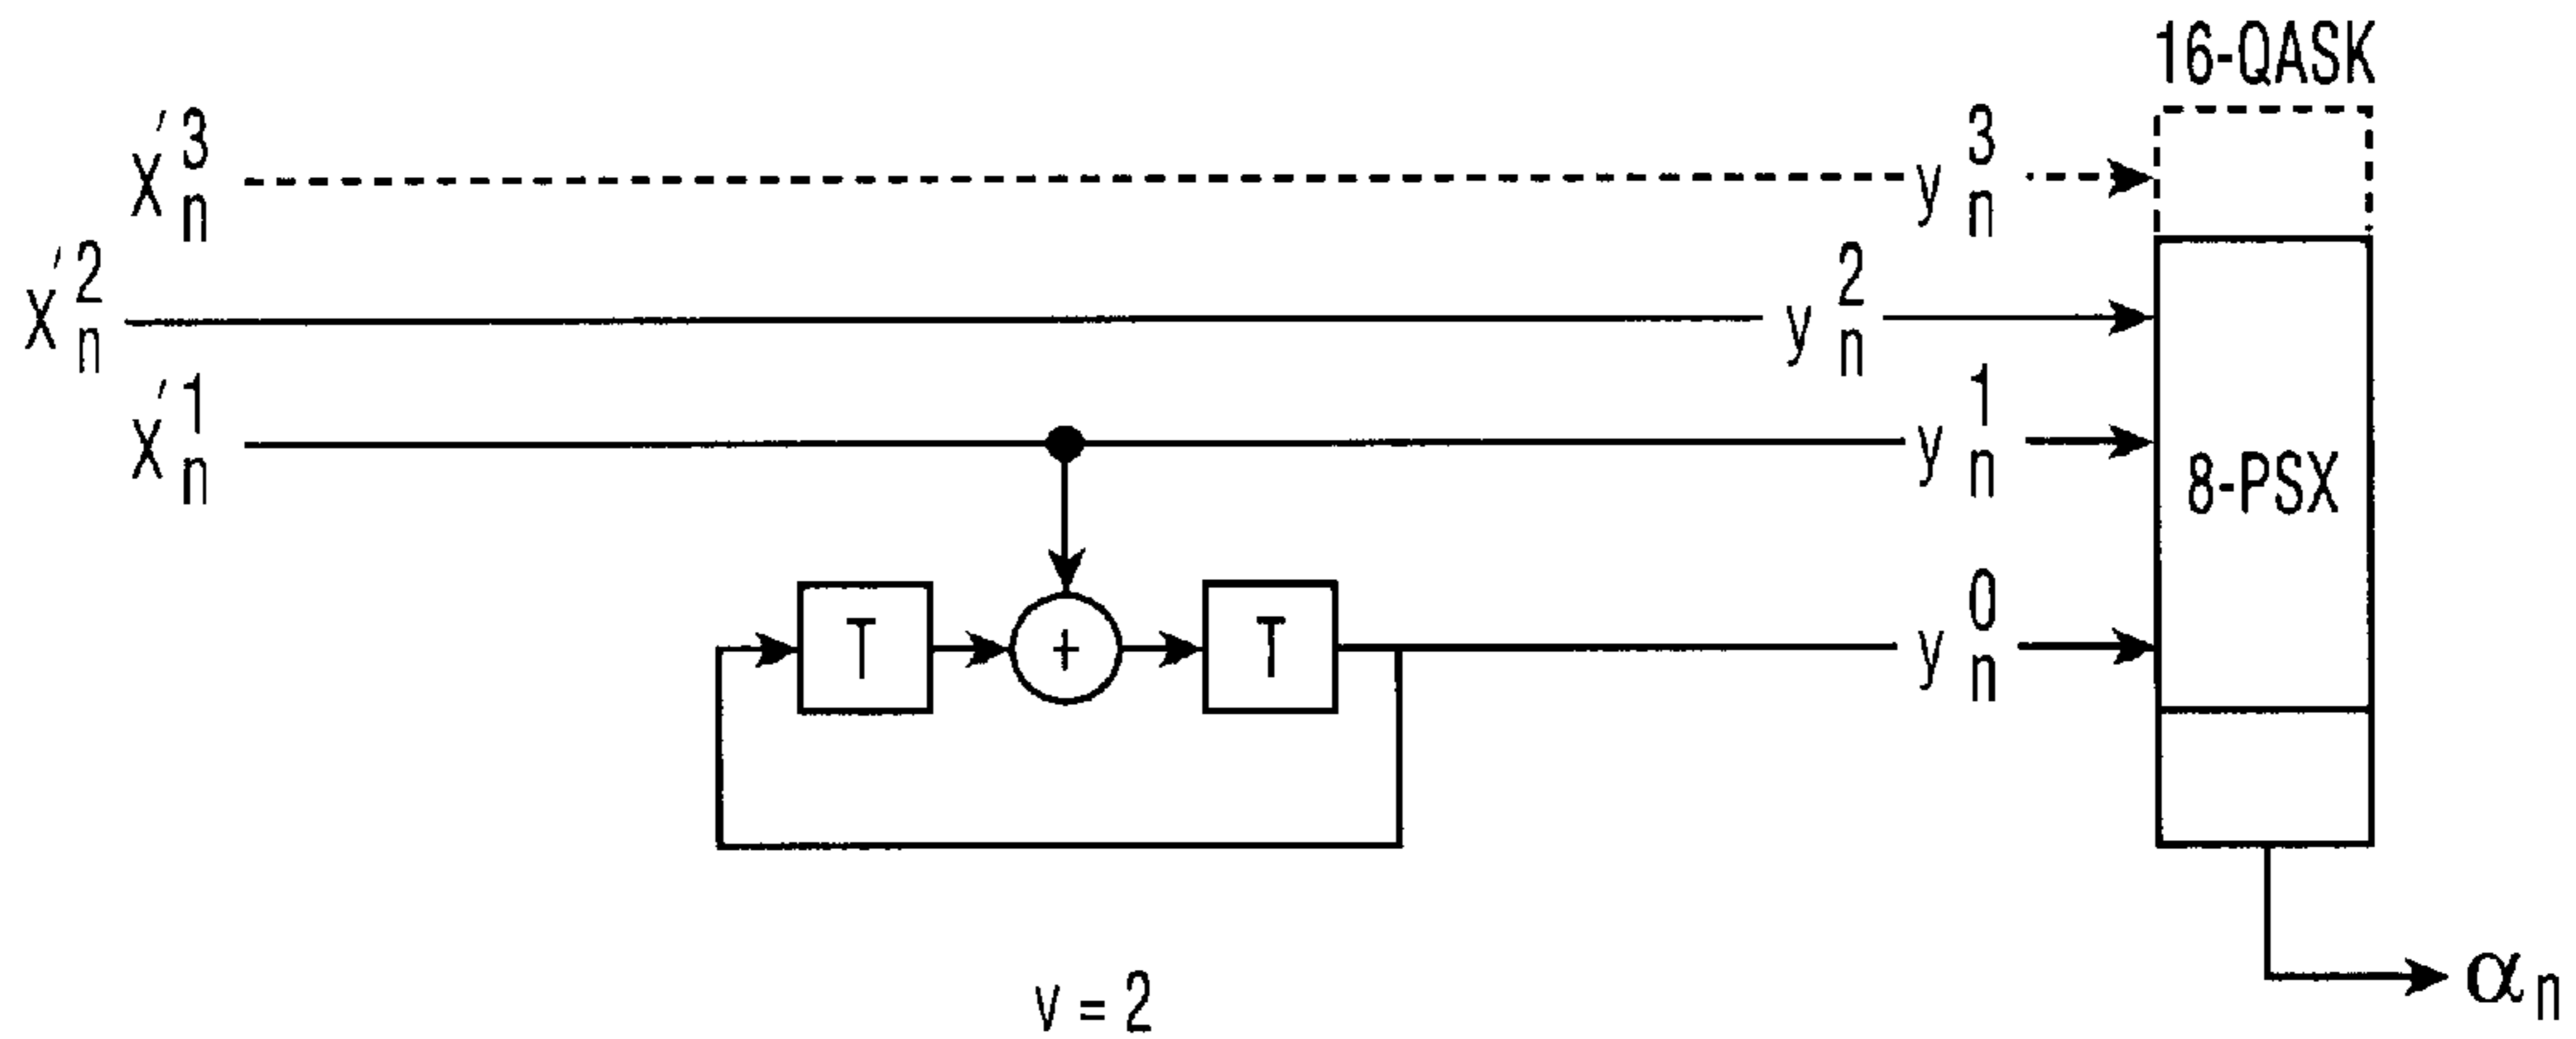 16-QASK
x'³ₙ y³ₙ
x'²ₙ y²ₙ
x'¹ₙ y¹ₙ
8-PSX
T + T y⁰ₙ
v = 2
αₙ